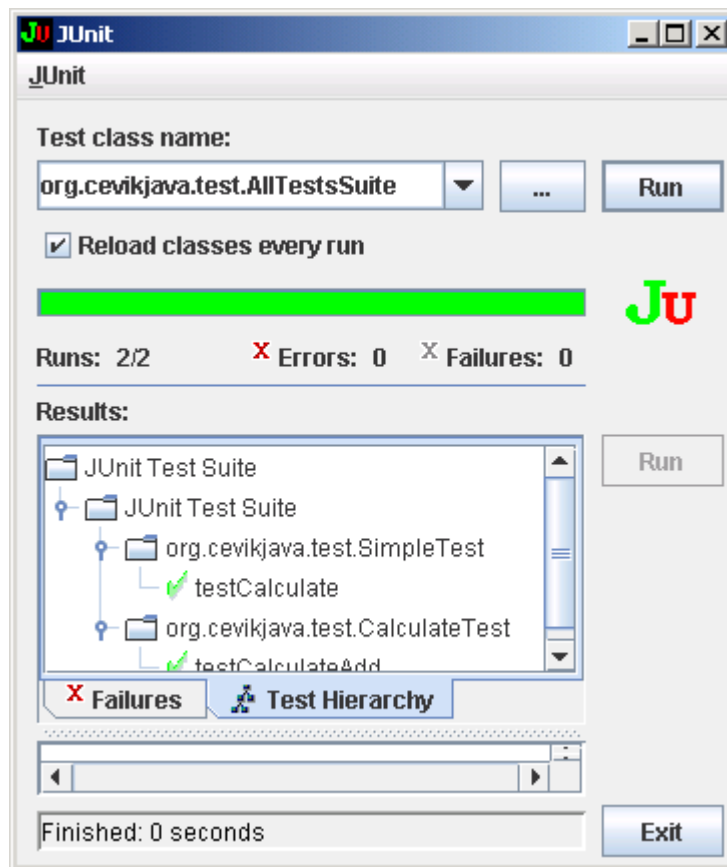 JU JUnit
JUnit
Test class name:
org.cevikjava.test.AllTestsSuite ... Run
Reload classes every run
JU
Runs: 2/2 X Errors: 0 X Failures: 0
Results:
Run
JUnit Test Suite
JUnit Test Suite
org.cevikjava.test.SimpleTest
testCalculate
org.cevikjava.test.CalculateTest
testCalculateAdd
X Failures Test Hierarchy
Finished: 0 seconds Exit